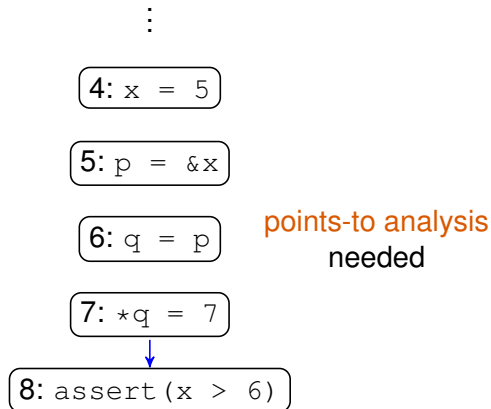 ⋮
4: x = 5
5: p = &x
6: q = p
points-to analysis
needed
7: *q = 7
8: assert(x > 6)